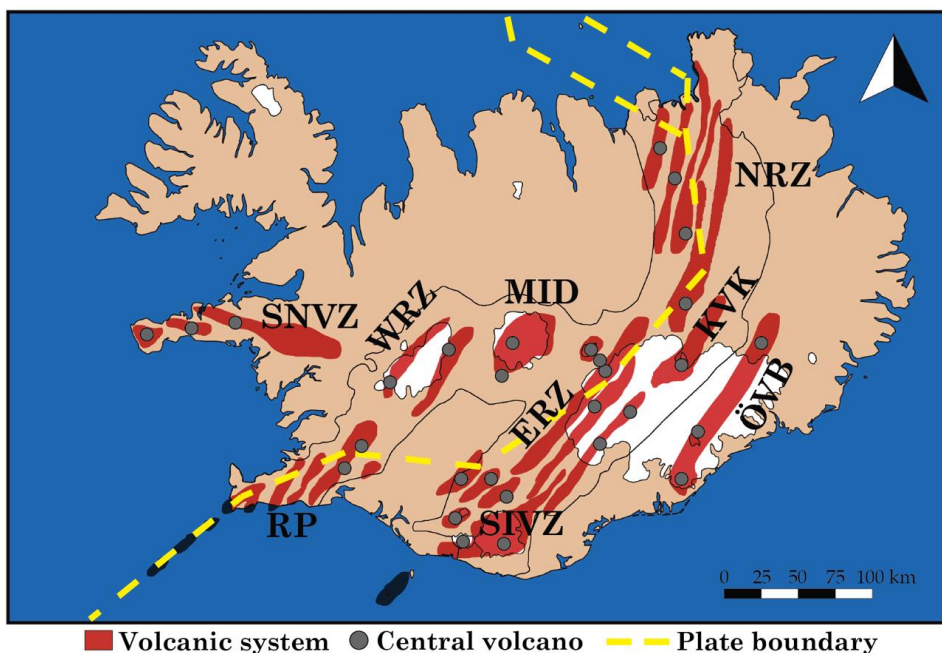 NRZ
SNVZ
WRZ
MID
KVK
ERZ
ÖVB
RP
SIVZ
0 25 50 75 100 km
Volcanic system Central volcano Plate boundary